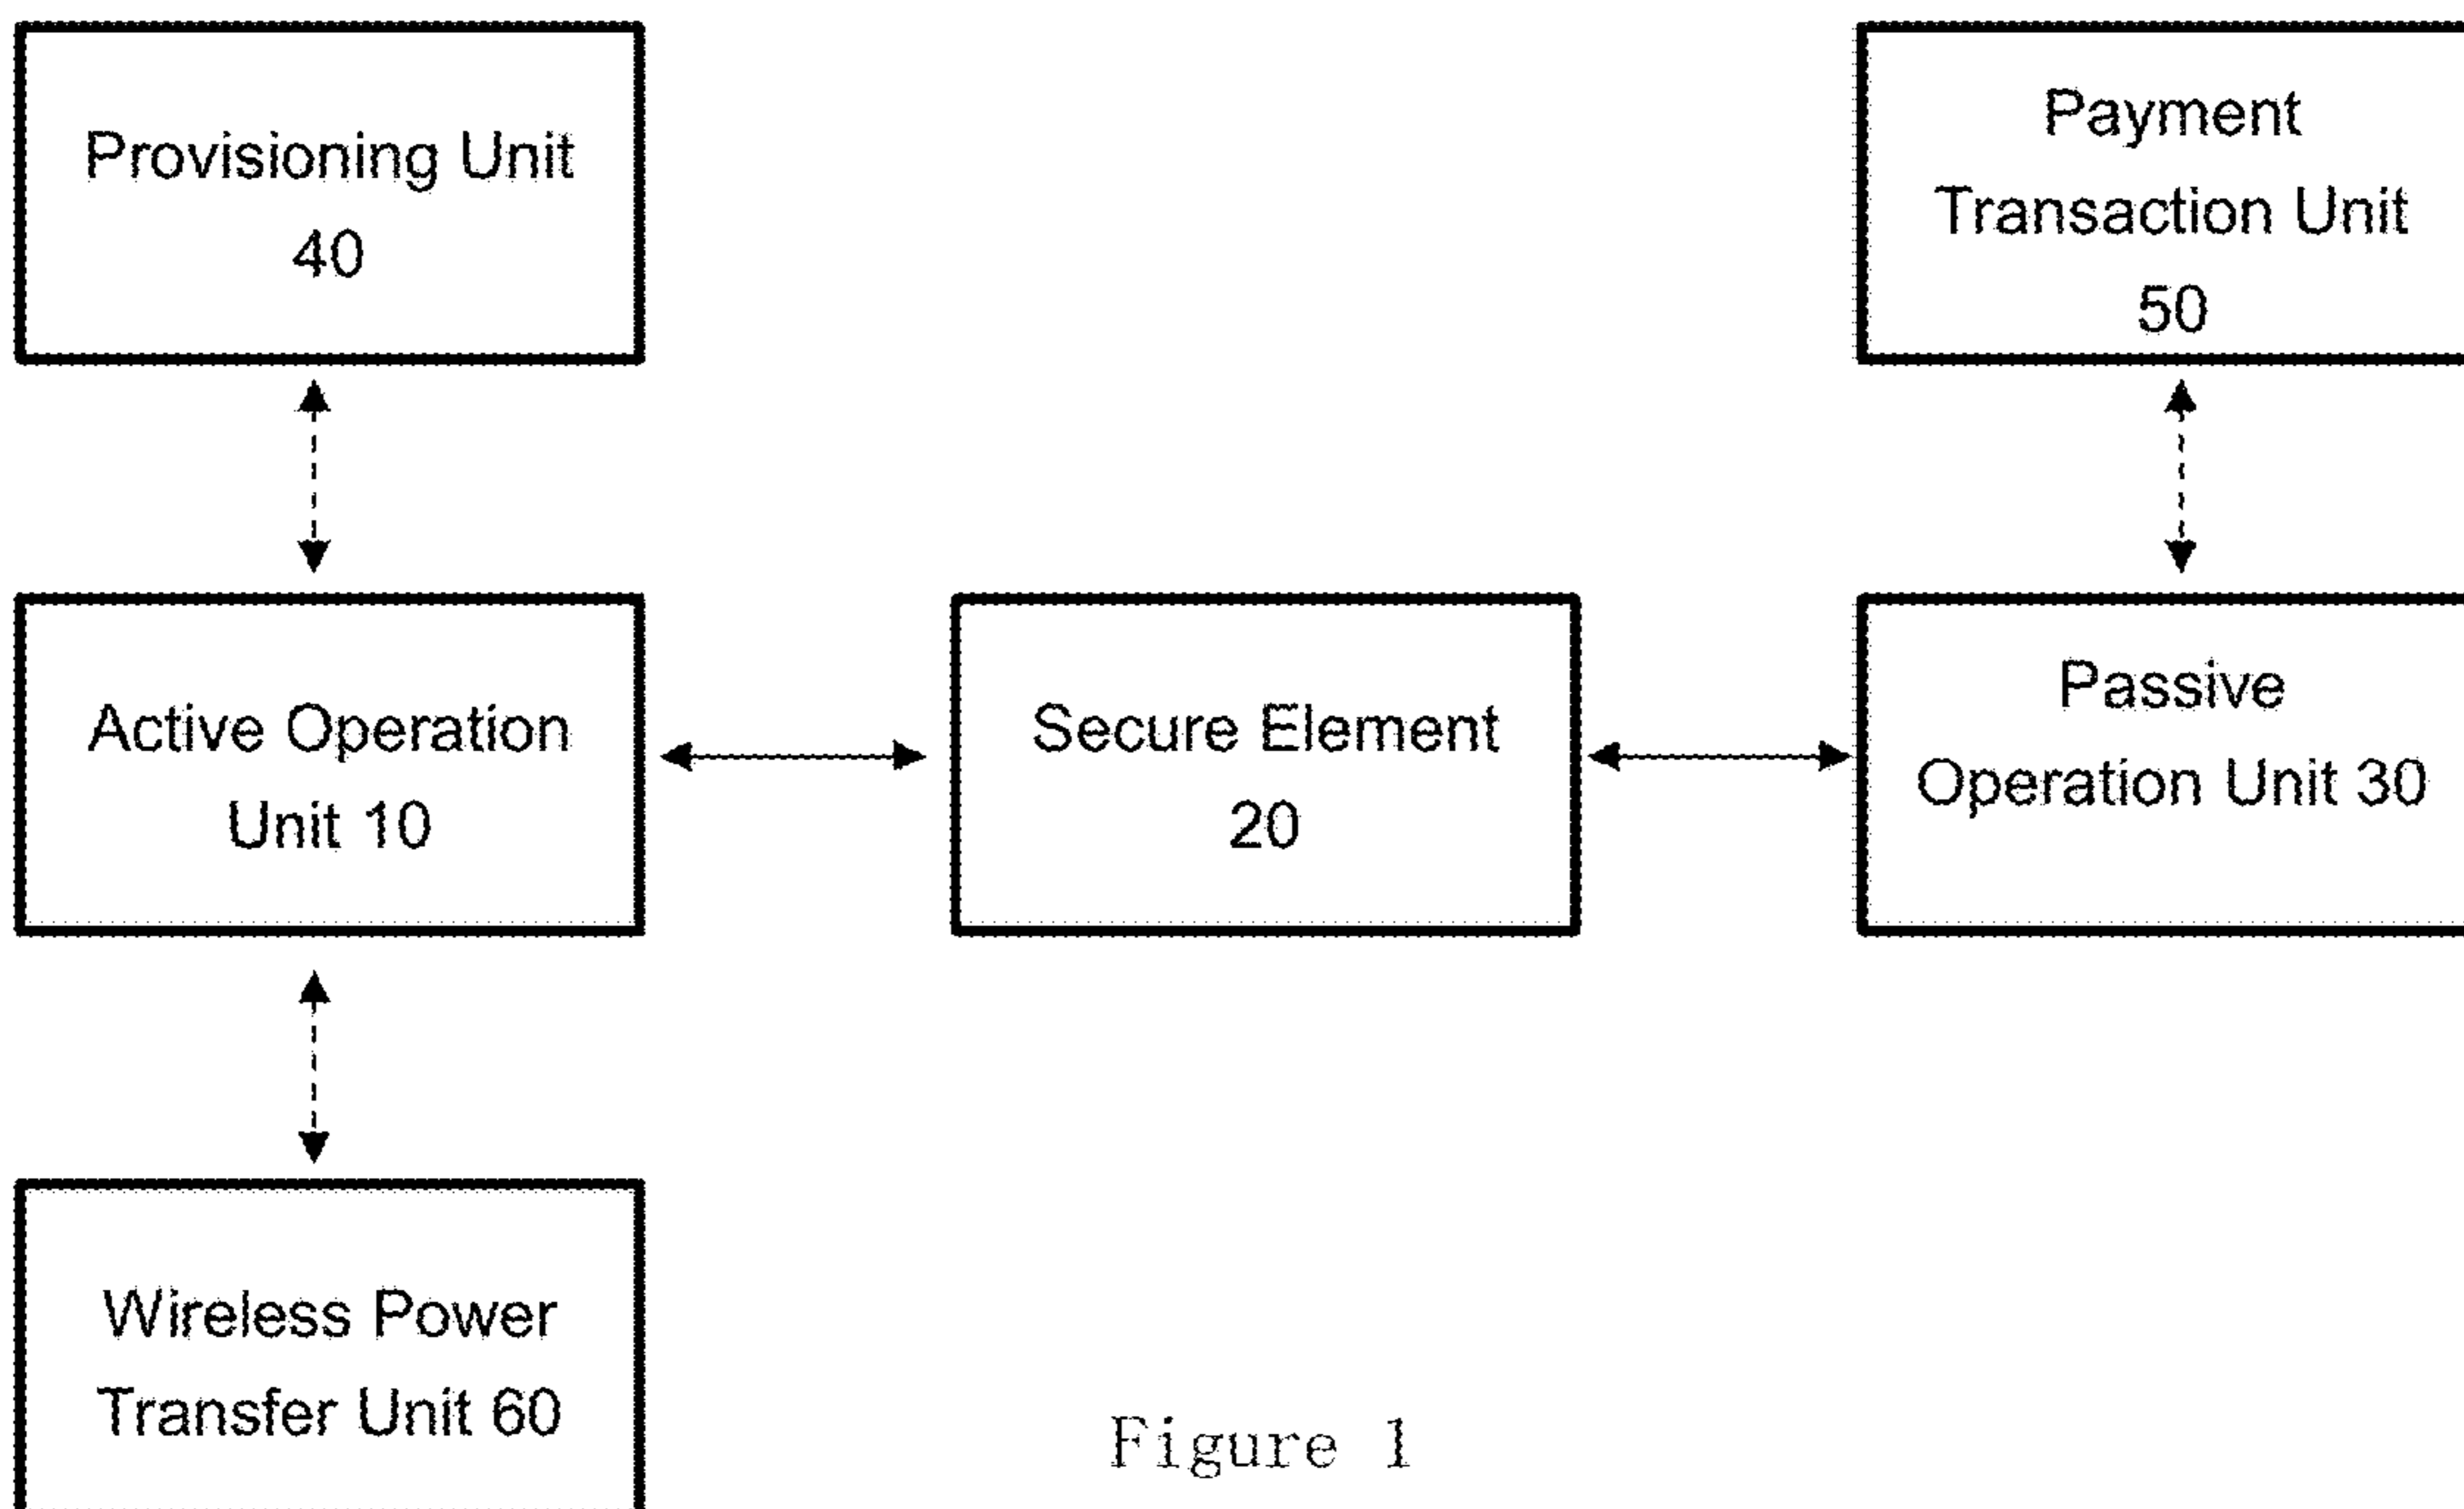 Provisioning Unit
40
Payment
Transaction Unit
50
Active Operation
Unit 10
Secure Element
20
Passive
Operation Unit 30
Wireless Power
Transfer Unit 60
Figure 1